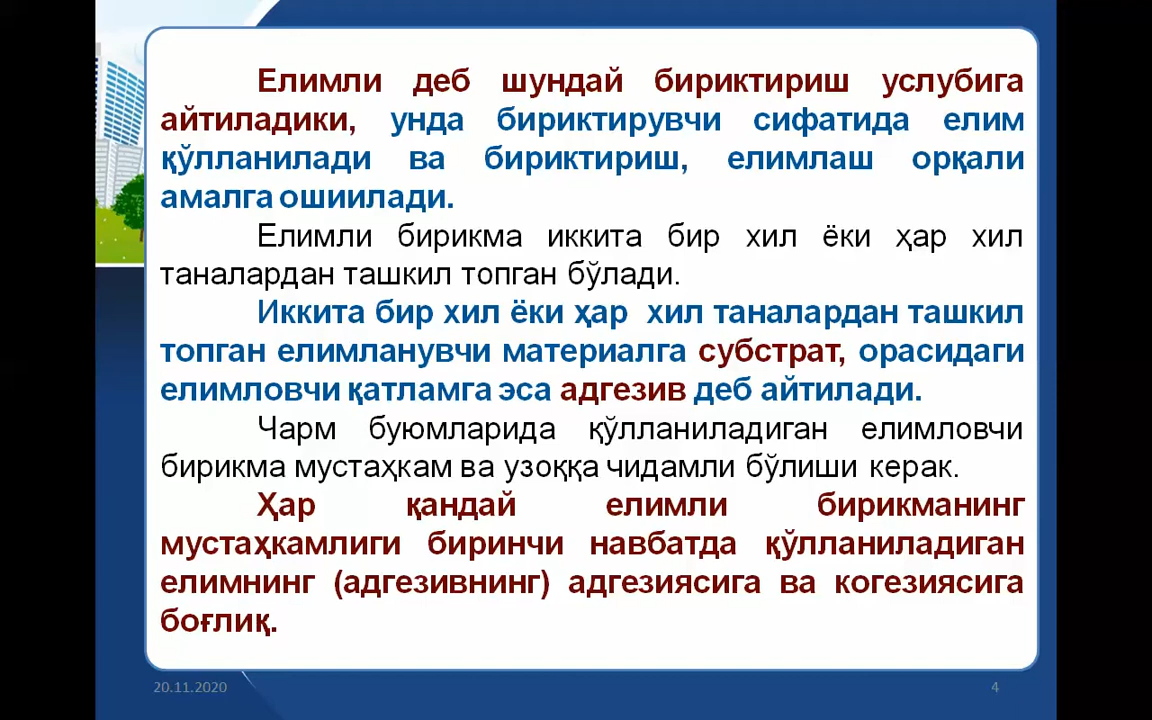 Елимли деб шундай бириктириш услубига
айтиладики, унда бириктирувчи сифатида елим
қўлланилади ва бириктириш, елимлаш орқали
амалга ошиилади.
Елимли бирикма иккита бир хил ёки ҳар хил
таналардан ташкил топган бўлади.
Иккита бир хил ёки ҳар хил таналардан ташкил
топган елимланувчи материалга субстрат, орасидаги
елимловчи қатламга эса адгезив деб айтилади.
Чарм буюмларида қўлланиладиган елимловчи
бирикма мустаҳкам ва узоққа чидамли бўлиши керак.
Ҳар қандай елимли бирикманинг
мустаҳкамлиги биринчи навбатда қўлланиладиган
елимнинг (адгезивнинг) адгезиясига ва когезиясига
боғлиқ.
20.11.2020
4